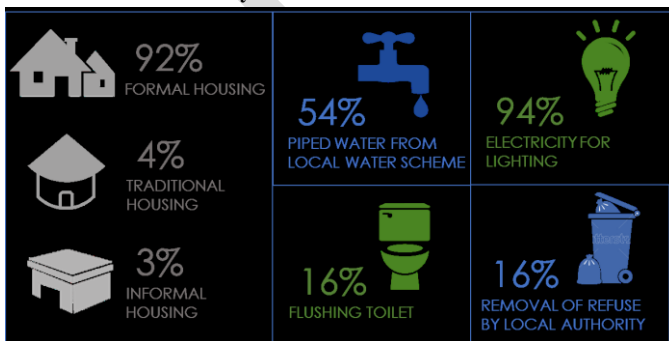 92%
FORMAL HOUSING
4%
TRADITIONAL
HOUSING
3%
INFORMAL
HOUSING
54%
PIPED WATER FROM
LOCAL WATER SCHEME
94%
ELECTRICITY FOR
LIGHTING
16%
FLUSHING TOILET
16%
REMOVAL OF REFUSE
BY LOCAL AUTHORITY